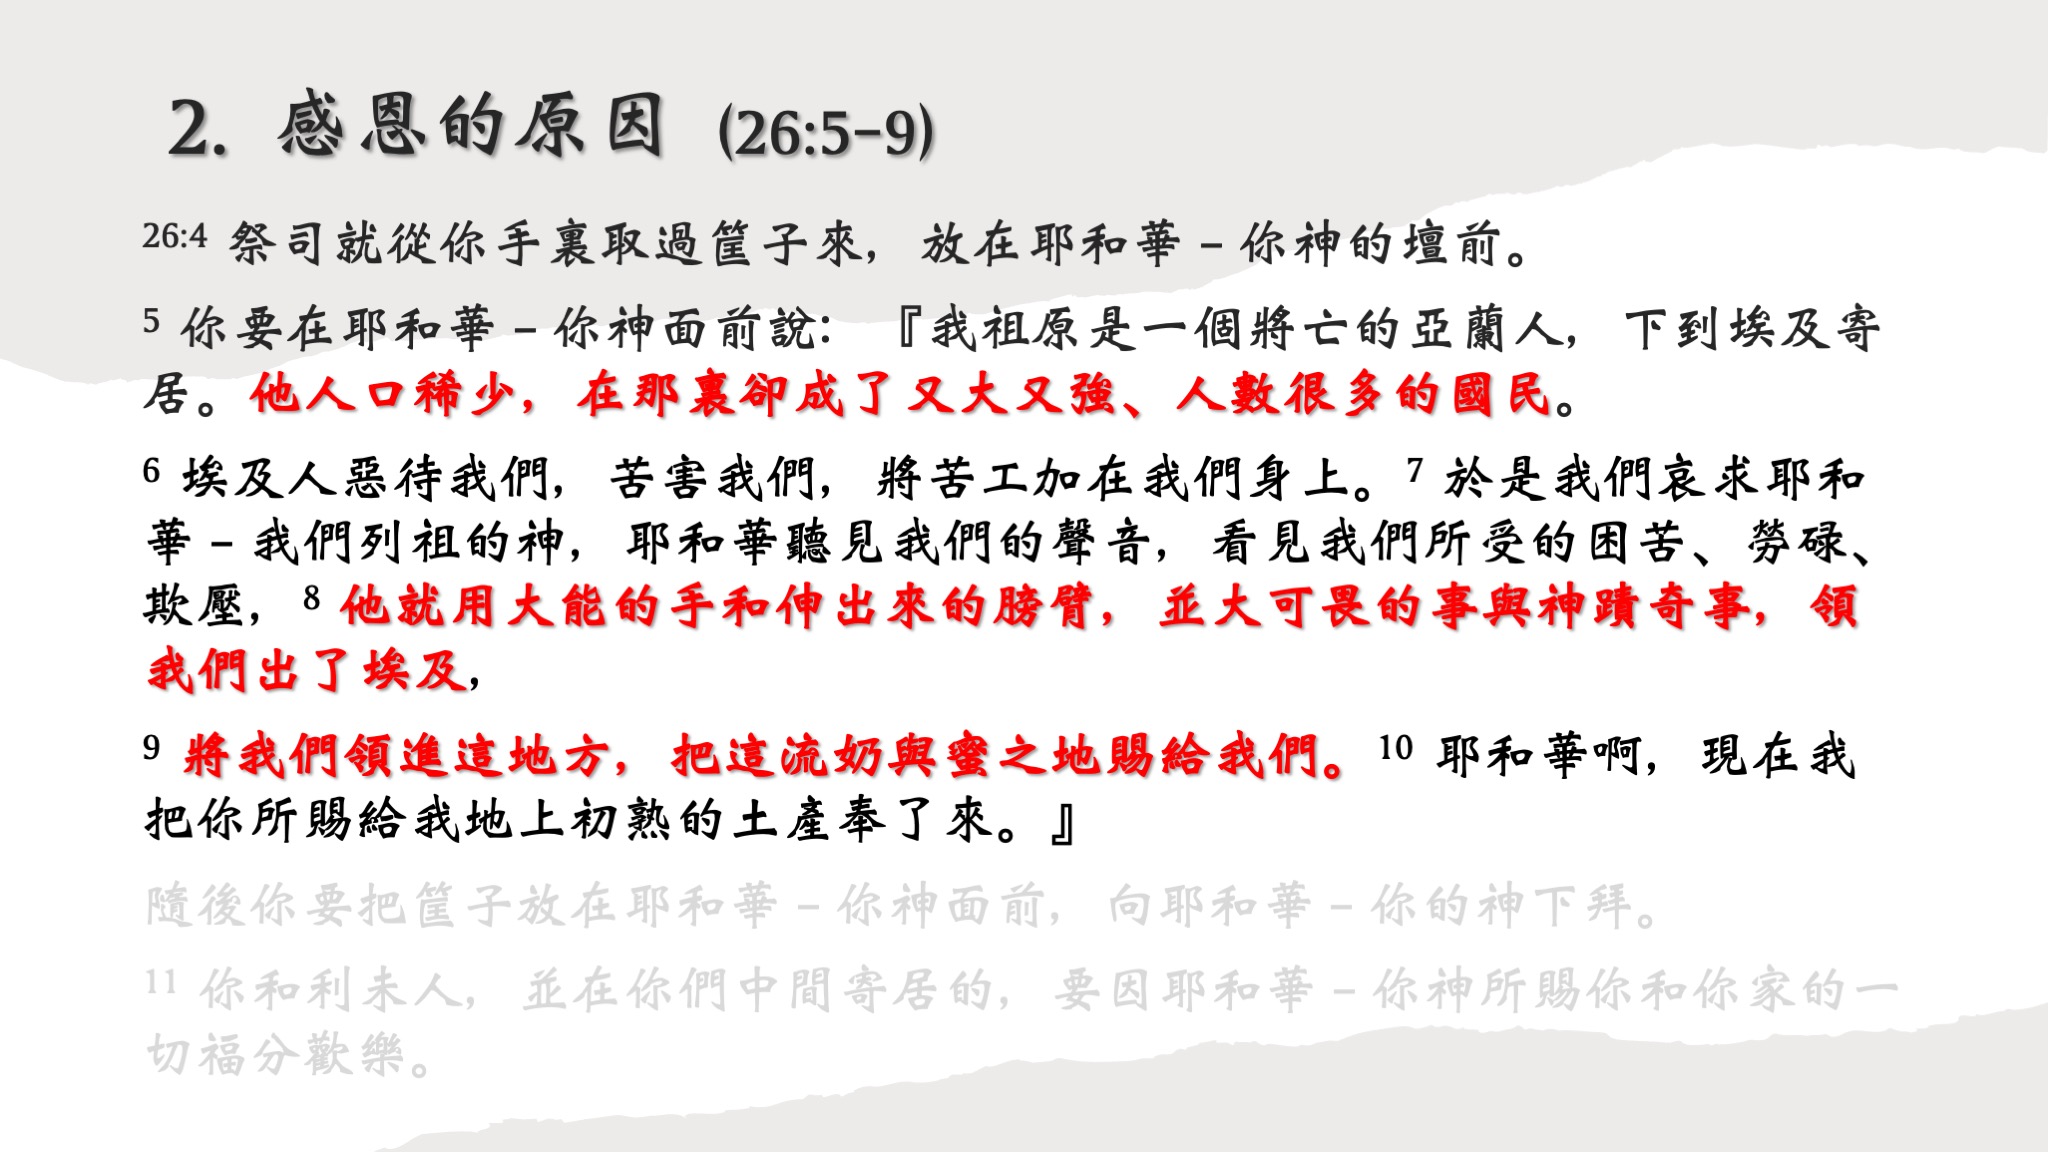 2. 感恩的原因 (26:5-9)
26:4 祭司就從你手裏取過筐子來，放在耶和華－你神的壇前。
5 你要在耶和華－你神面前說：『我祖原是一個將亡的亞蘭人，下到埃及寄
居。他人口稀少，在那裏卻成了又大又強、人數很多的國民。
6 埃及人惡待我們，苦害我們，將苦工加在我們身上。7 於是我們哀求耶和
華－我們列祖的神，耶和華聽見我們的聲音，看見我們所受的困苦、勞碌、
欺壓，8 他就用大能的手和伸出來的膀臂，並大可畏的事與神蹟奇事，領
我們出了埃及，
9 將我們領進這地方，把這流奶與蜜之地賜給我們。10 耶和華啊，現在我
把你所賜給我地上初熟的土產奉了來。』
隨後你要把筐子放在耶和華－你神面前，向耶和華－你的神下拜。
11 你和利未人，並在你們中間寄居的，要因耶和華－你神所賜你和你家的一
切福分歡樂。